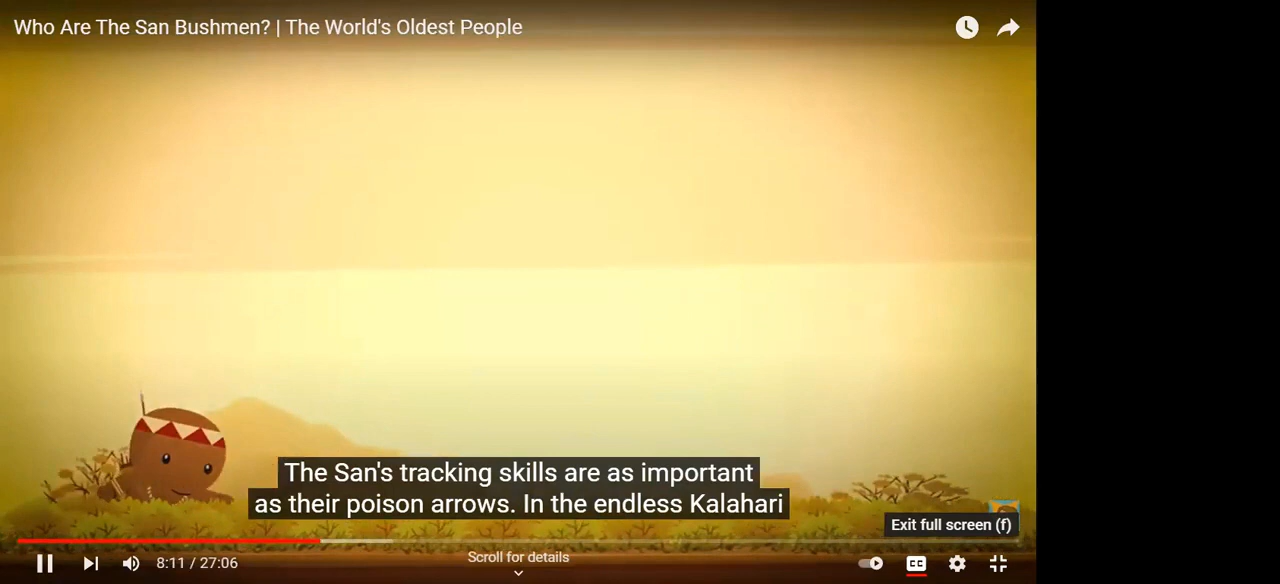 Who Are The San Bushmen? | The World's Oldest People
The San's tracking skills are as important
as their poison arrows. In the endless Kalahari
Exit full screen (f)
8:11 / 27:06
Scroll for details
CC